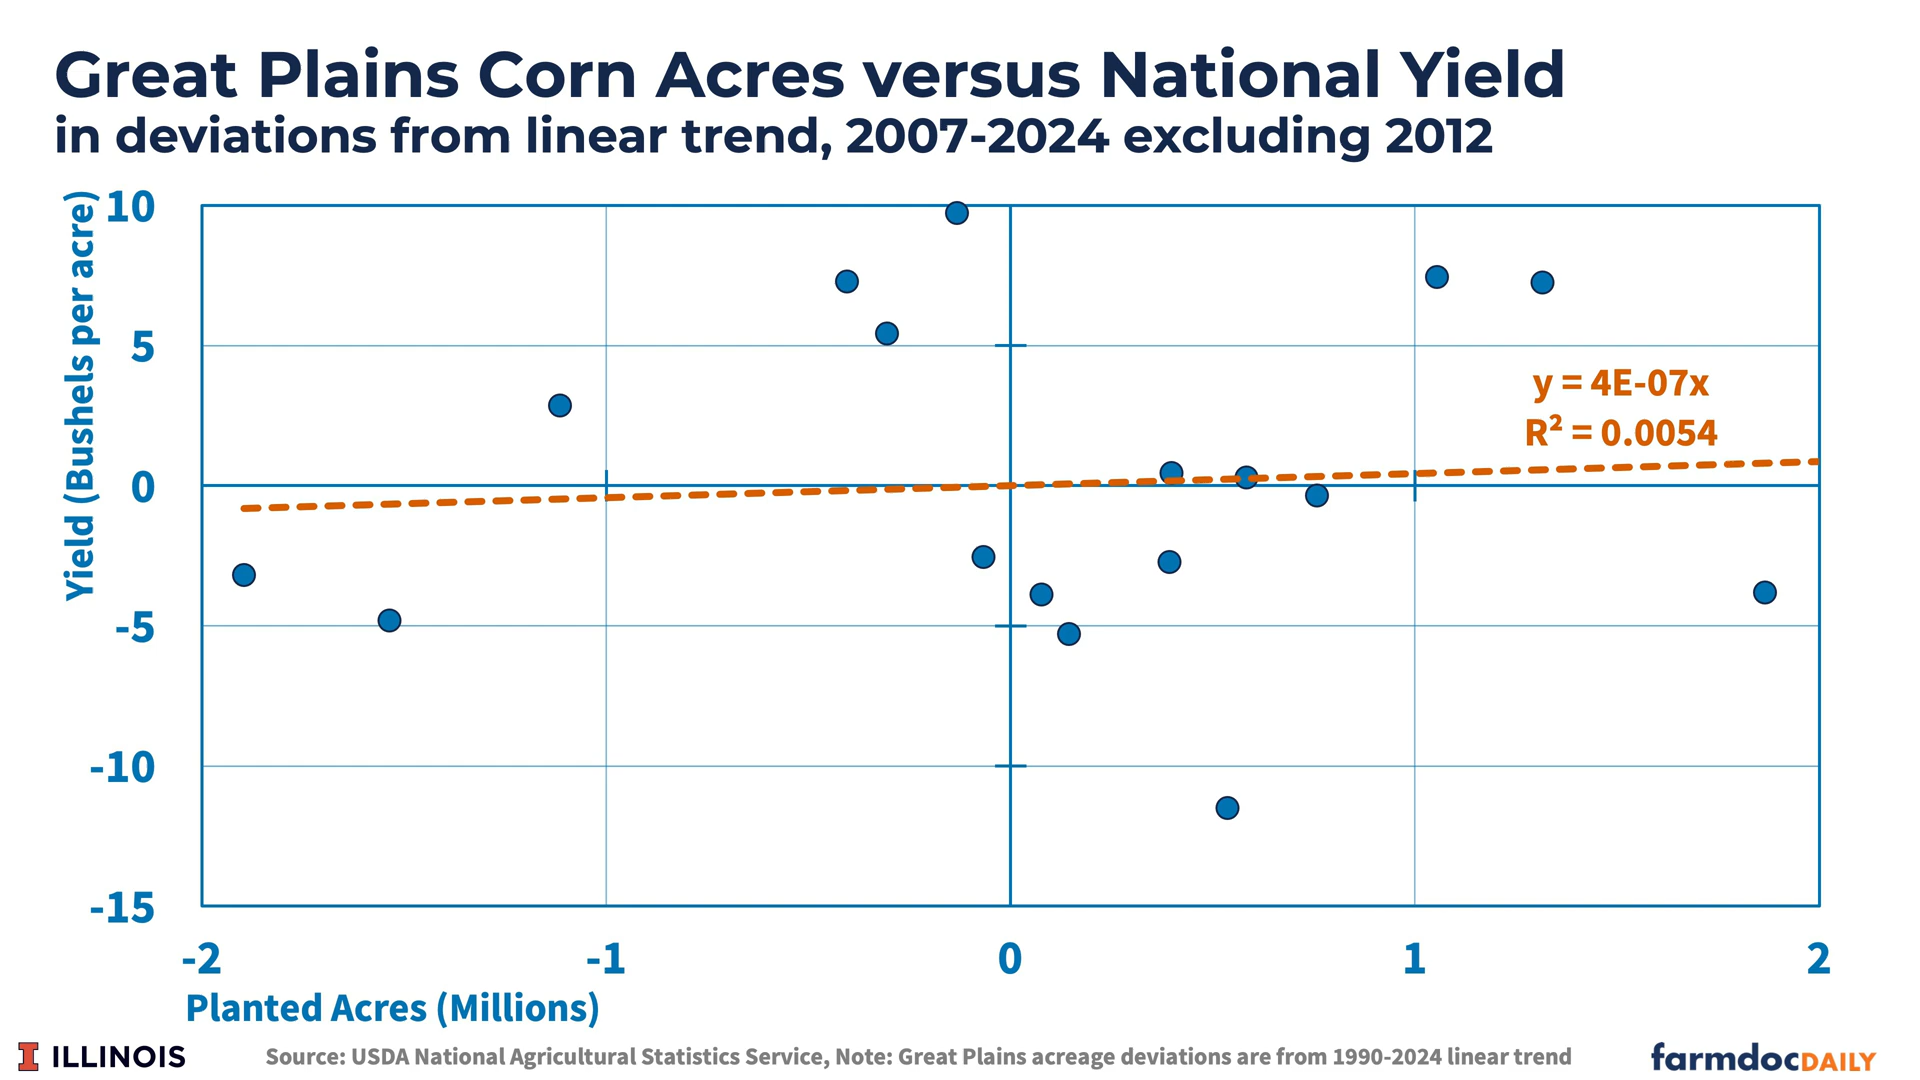 Great Plains Corn Acres versus National Yield
in deviations from linear trend, 2007-2024 excluding 2012
Yield (Bushels per acre)
10
5
0
-5
-10
-15
y = 4E-07x
R² = 0.0054
-2 -1 0 1 2
Planted Acres (Millions)
I ILLINOIS
Source: USDA National Agricultural Statistics Service, Note: Great Plains acreage deviations are from 1990-2024 linear trend
farmdocDAILY